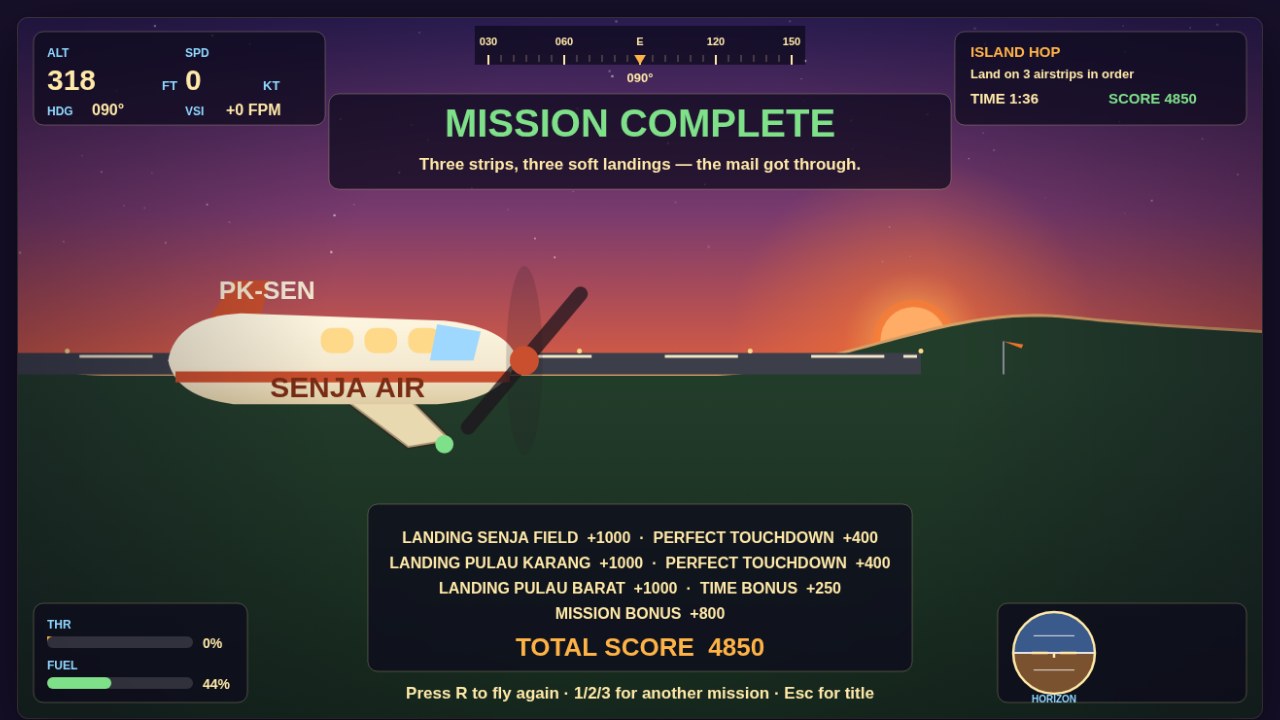 ALT SPD
318 FT 0 KT
HDG 090° VSI +0 FPM
030 060 E 120 150
090°
ISLAND HOP
Land on 3 airstrips in order
TIME 1:36 SCORE 4850
MISSION COMPLETE
Three strips, three soft landings — the mail got through.
PK-SEN
SENJA AIR
LANDING SENJA FIELD +1000 · PERFECT TOUCHDOWN +400
LANDING PULAU KARANG +1000 · PERFECT TOUCHDOWN +400
LANDING PULAU BARAT +1000 · TIME BONUS +250
MISSION BONUS +800
TOTAL SCORE 4850
THR
0%
FUEL
44%
Press R to fly again · 1/2/3 for another mission · Esc for title
HORIZON